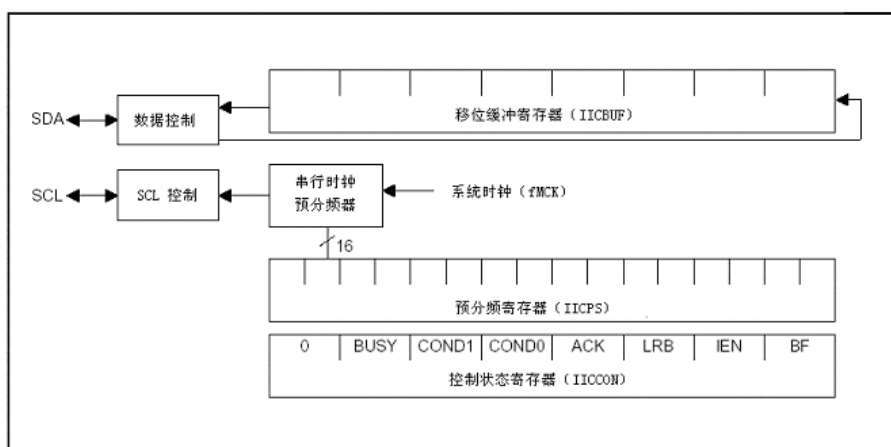 移位缓冲寄存器（IICBUF）
SDA
数据控制
SCL
SCL 控制
串行时钟
预分频器
系统时钟（fMCK）
16
预分频寄存器（IICPS）
0 BUSY COND1 COND0 ACK LRB IEN BF
控制状态寄存器（IICCON）